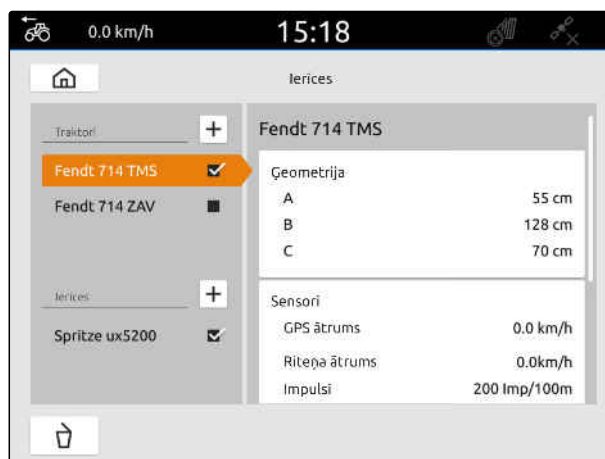 0.0 km/h 15:18
Ierīces
Traktori
Fendt 714 TMS
Fendt 714 ZAV
Ierīces
Spritze ux5200
Fendt 714 TMS
Ģeometrija
A 55 cm
B 128 cm
C 70 cm
Sensori
GPS ātrums 0.0 km/h
Riteņa ātrums 0.0km/h
Impulsi 200 Imp/100m